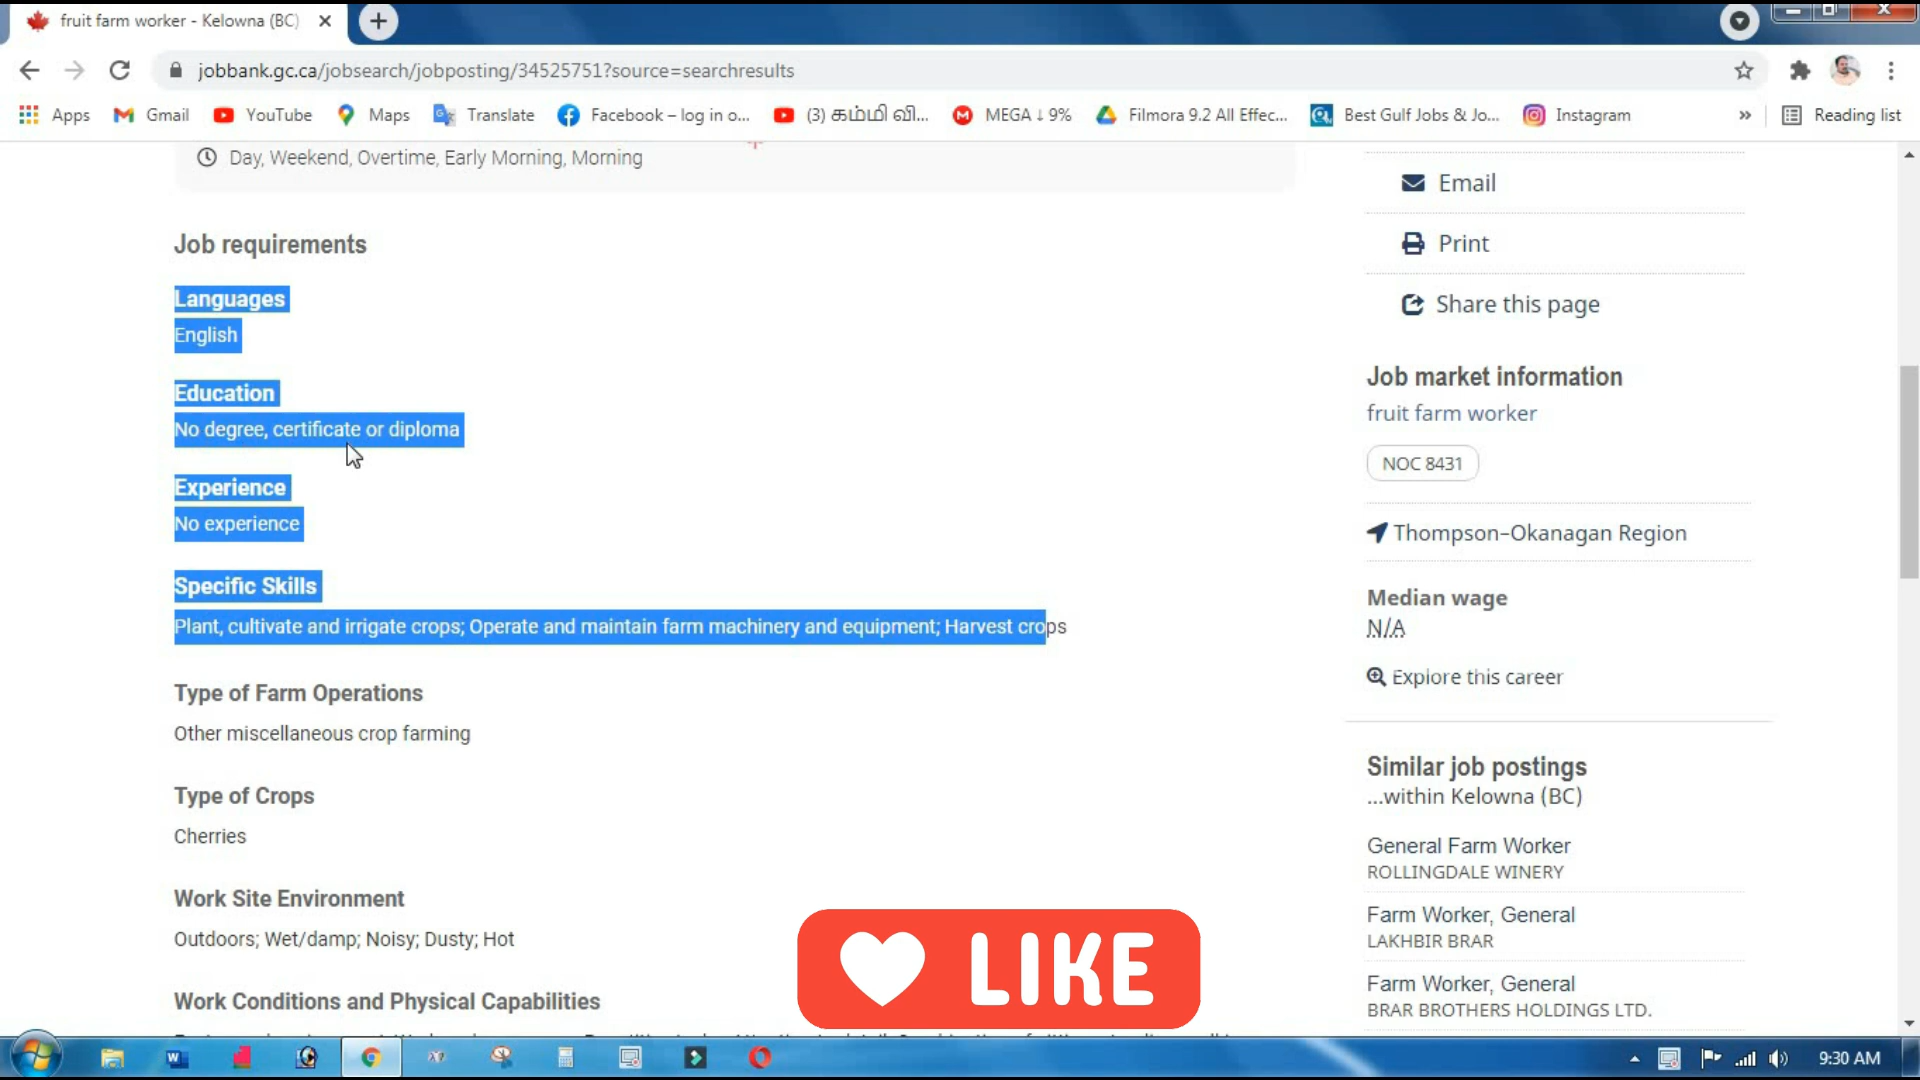 fruit farm worker - Kelowna (BC)
jobbank.gc.ca/jobsearch/jobposting/34525751?source=searchresults
Apps
Gmail
YouTube
Maps
Translate
Facebook – log in o...
(3) கம்மி வி...
MEGA ↓ 9%
Filmora 9.2 All Effec...
Best Gulf Jobs & Jo...
Instagram
»
Reading list
Day, Weekend, Overtime, Early Morning, Morning
Job requirements
Languages
English
Education
No degree, certificate or diploma
Experience
No experience
Specific Skills
Plant, cultivate and irrigate crops; Operate and maintain farm machinery and equipment; Harvest crops
Type of Farm Operations
Other miscellaneous crop farming
Type of Crops
Cherries
Work Site Environment
Outdoors; Wet/damp; Noisy; Dusty; Hot
Work Conditions and Physical Capabilities
Email
Print
Share this page
Job market information
fruit farm worker
NOC 8431
Thompson–Okanagan Region
Median wage
N/A
Explore this career
Similar job postings
...within Kelowna (BC)
General Farm Worker
ROLLINGDALE WINERY
Farm Worker, General
LAKHBIR BRAR
Farm Worker, General
BRAR BROTHERS HOLDINGS LTD.
LIKE
9:30 AM